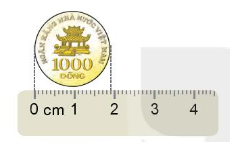 NGÂN HÀNG NHÀ NƯỚC VIỆT NAM
1000
ĐỒNG
0 cm 1 2 3 4